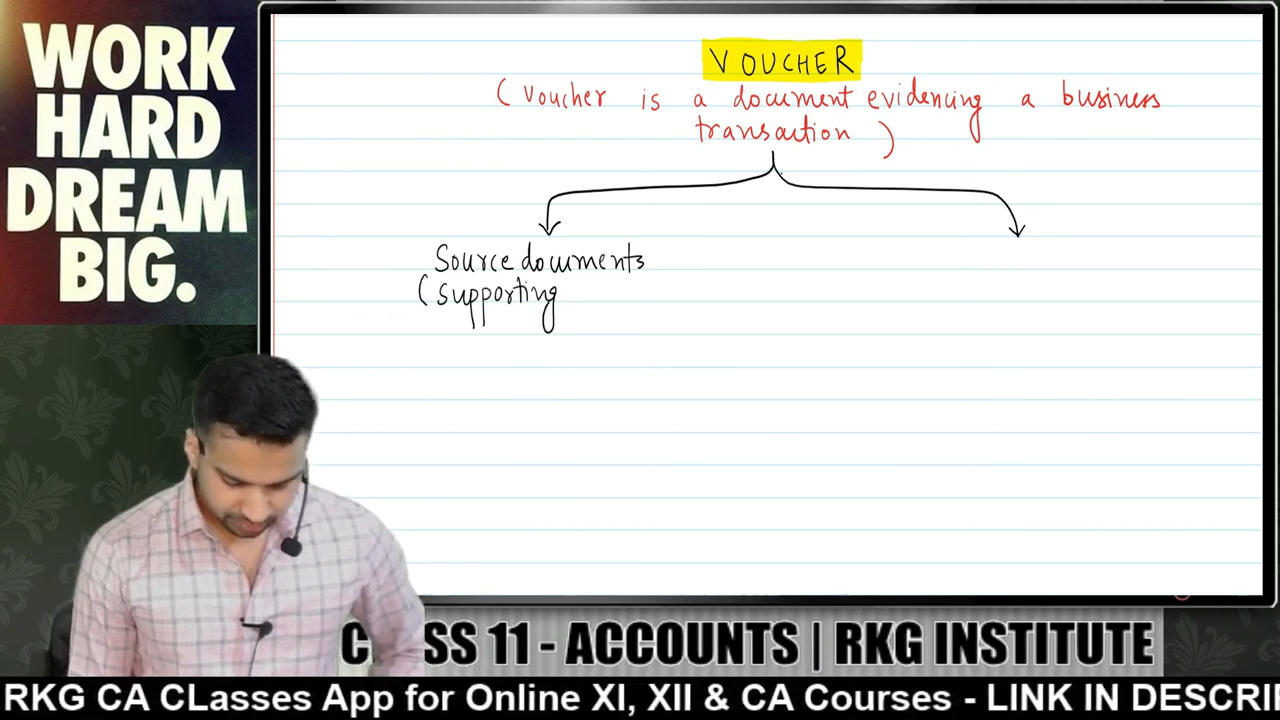 WORK
HARD
DREAM
BIG.
VOUCHER
(Voucher is a document evidencing a business
transaction)
Source documents
(Supporting
CLASS 11 - ACCOUNTS | RKG INSTITUTE
RKG CA CLasses App for Online XI, XII & CA Courses - LINK IN DESCRI